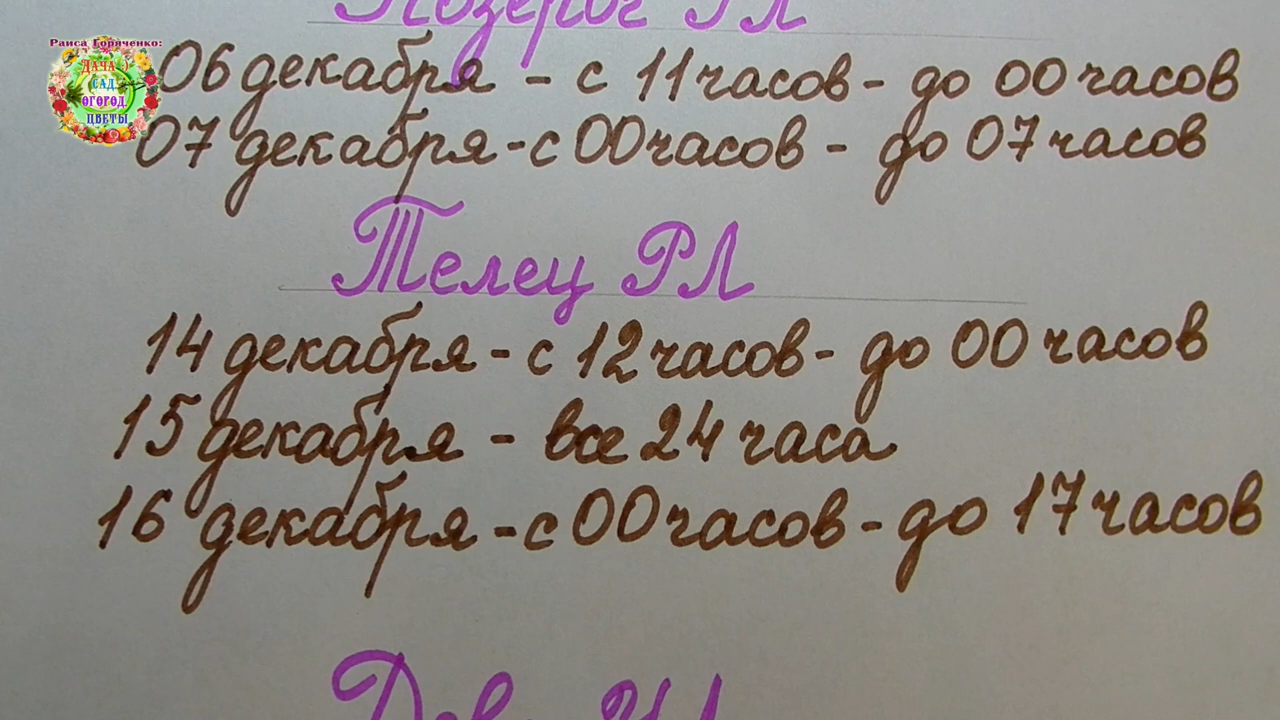 Козерог РЛ
Раиса Горяченко:
ДАЧА
САД,
ОГОРОД,
ЦВЕТЫ
06 декабря - с 11 часов - до 00 часов
07 декабря - с 00 часов - до 07 часов
Телец РЛ
14 декабря - с 12 часов - до 00 часов
15 декабря - все 24 часа
16 декабря - с 00 часов - до 17 часов